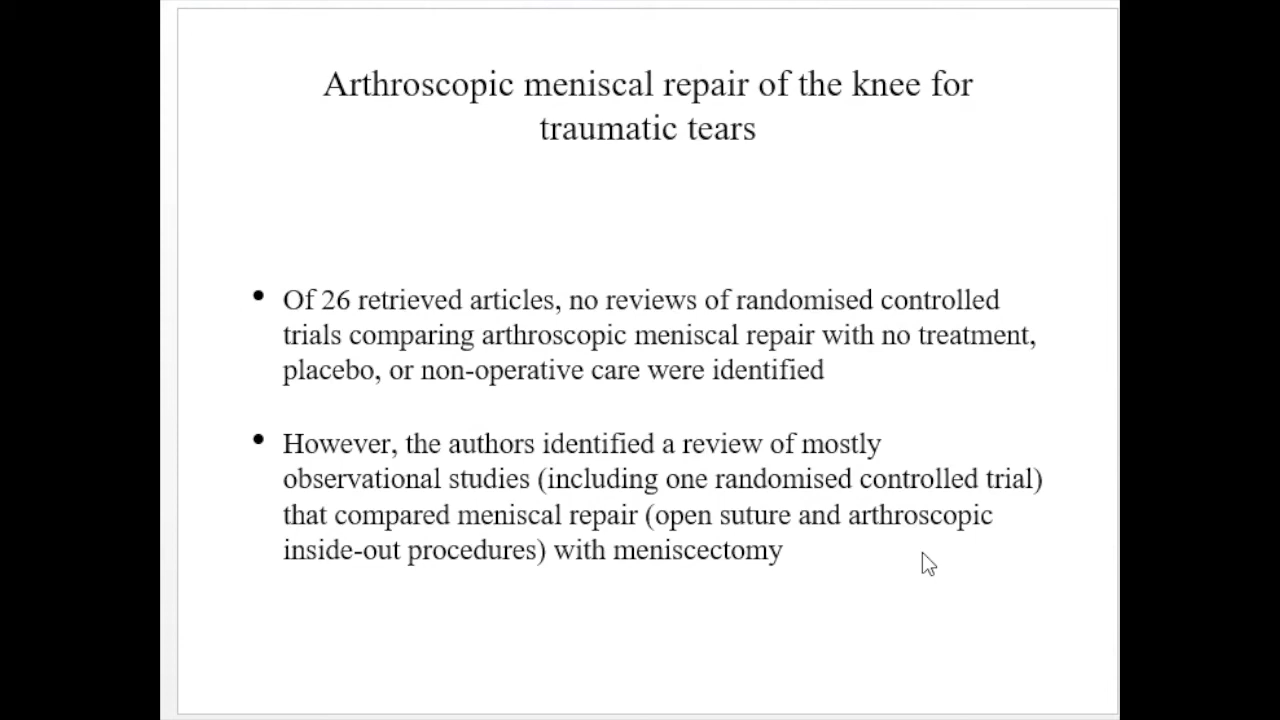 Arthroscopic meniscal repair of the knee for
traumatic tears
• Of 26 retrieved articles, no reviews of randomised controlled
trials comparing arthroscopic meniscal repair with no treatment,
placebo, or non-operative care were identified
• However, the authors identified a review of mostly
observational studies (including one randomised controlled trial)
that compared meniscal repair (open suture and arthroscopic
inside-out procedures) with meniscectomy